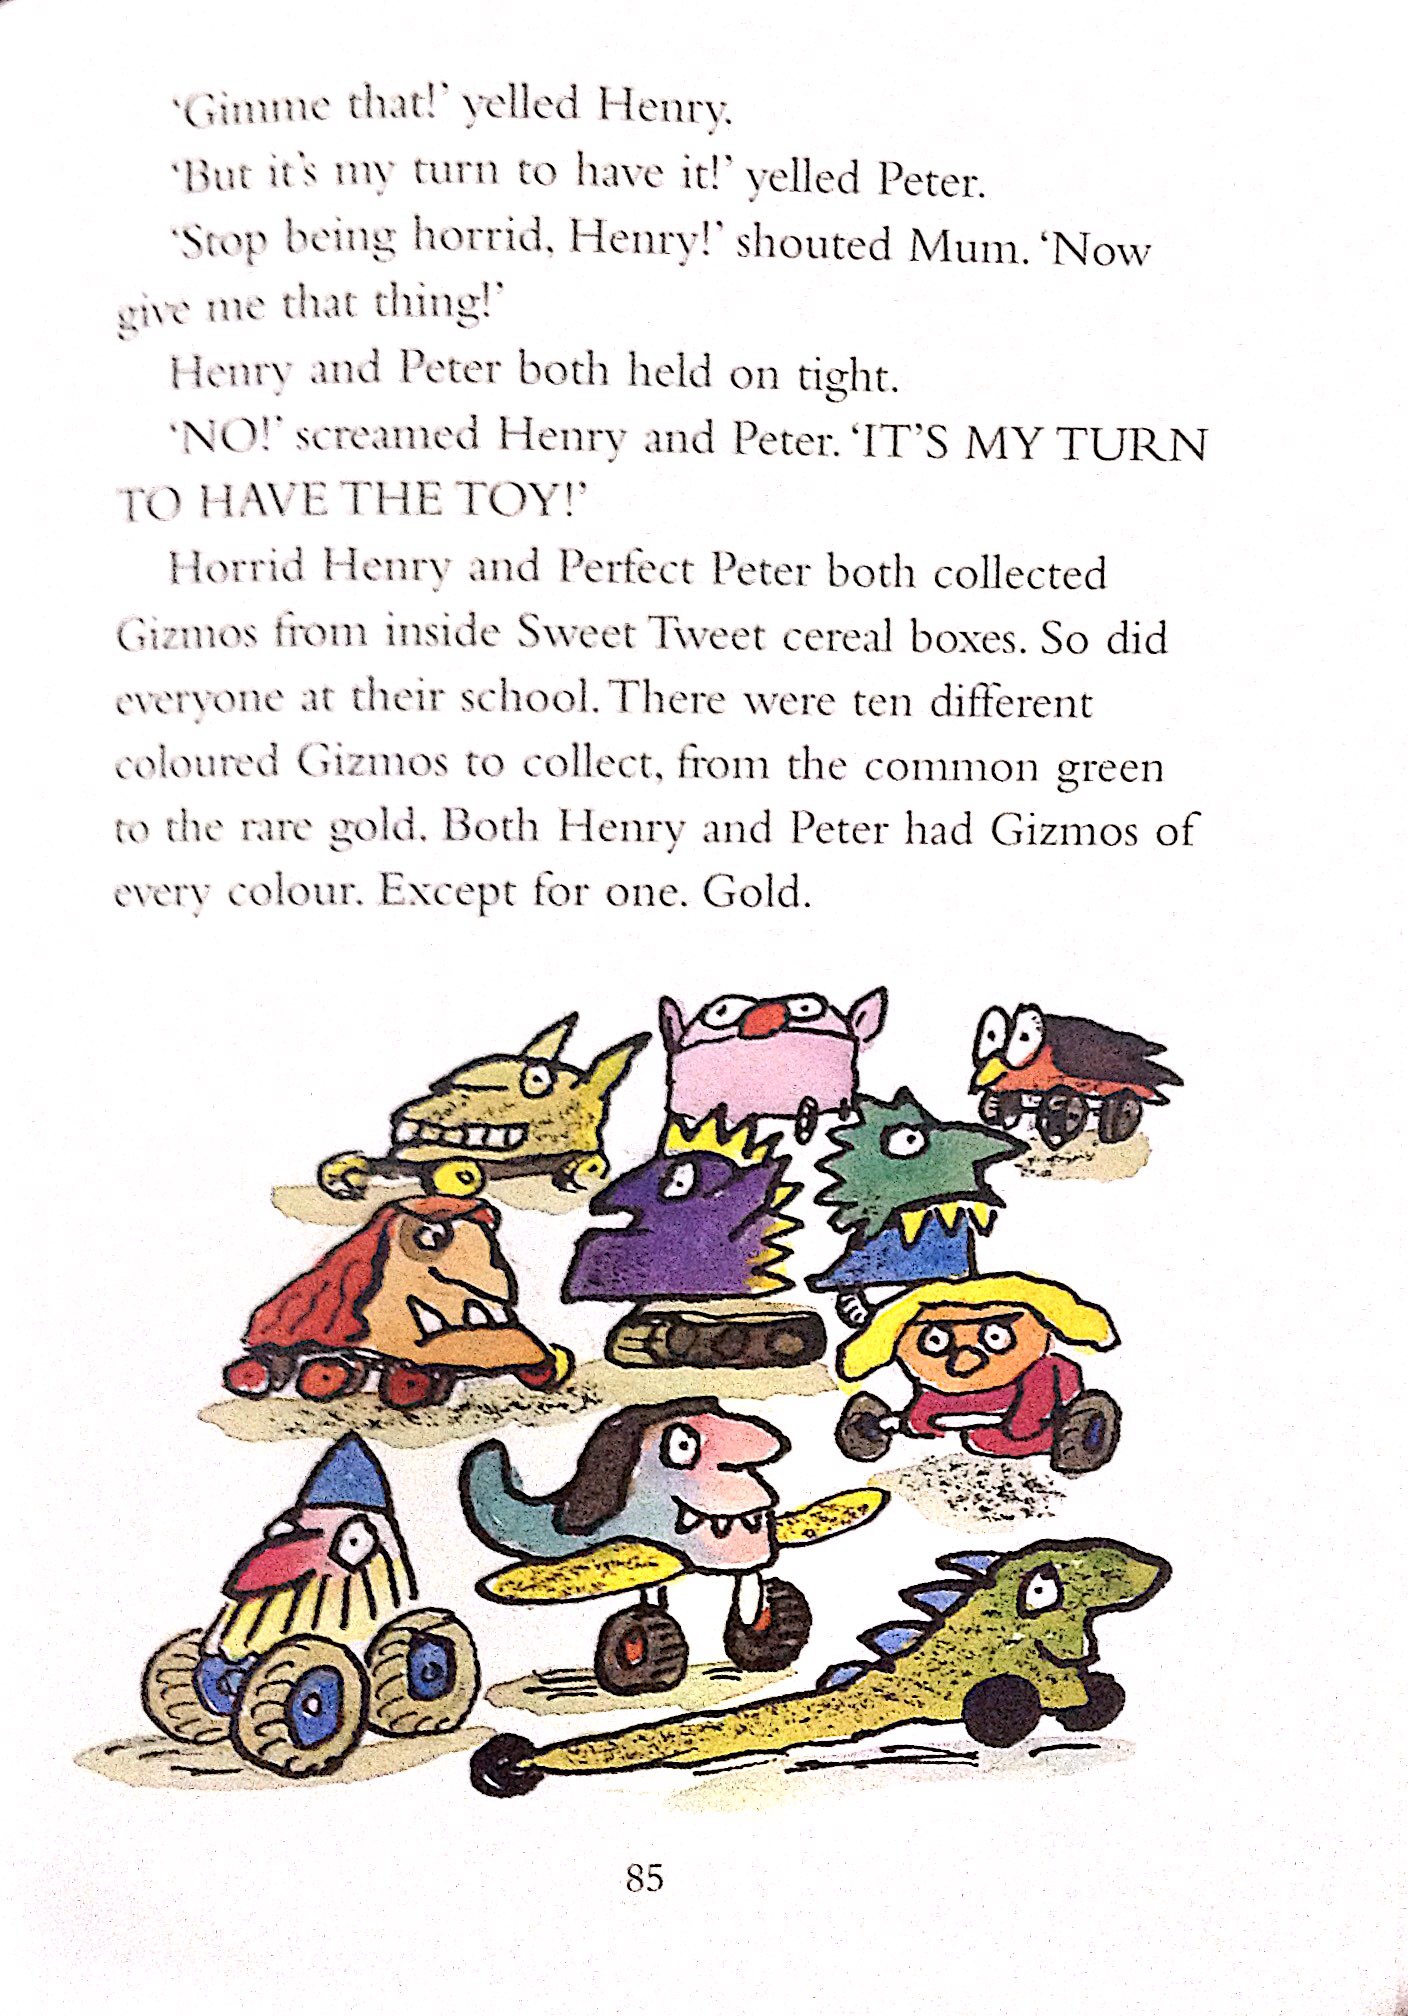 ‘Gimme that!’ yelled Henry.
‘But it’s my turn to have it!’ yelled Peter.
‘Stop being horrid, Henry!’ shouted Mum. ‘Now
give me that thing!’
Henry and Peter both held on tight.
‘NO!’ screamed Henry and Peter. ‘IT’S MY TURN
TO HAVE THE TOY!’
Horrid Henry and Perfect Peter both collected
Gizmos from inside Sweet Tweet cereal boxes. So did
everyone at their school. There were ten different
coloured Gizmos to collect, from the common green
to the rare gold. Both Henry and Peter had Gizmos of
every colour. Except for one. Gold.
85